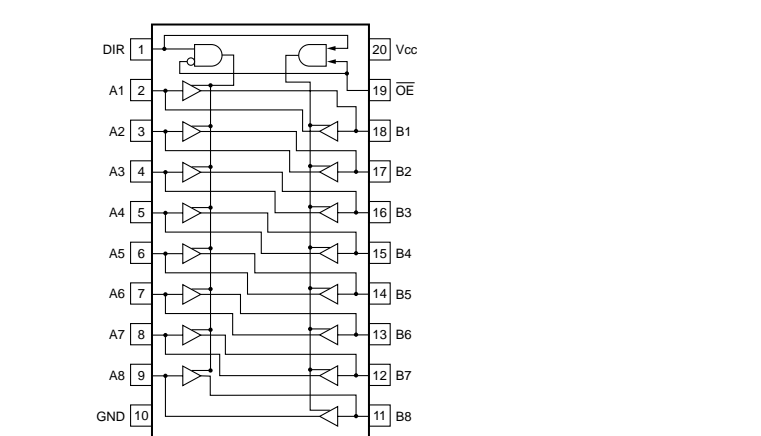 DIR 1 20 Vcc
A1 2 19 OE
A2 3 18 B1
A3 4 17 B2
A4 5 16 B3
A5 6 15 B4
A6 7 14 B5
A7 8 13 B6
A8 9 12 B7
GND 10 11 B8